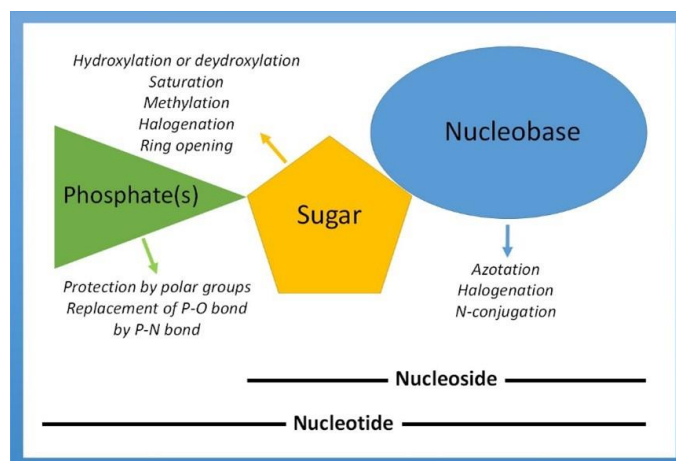 Hydroxylation or deydroxylation
Saturation
Methylation
Halogenation
Ring opening
Nucleobase
Phosphate(s)
Sugar
Protection by polar groups
Replacement of P-O bond
by P-N bond
Azotation
Halogenation
N-conjugation
Nucleoside
Nucleotide